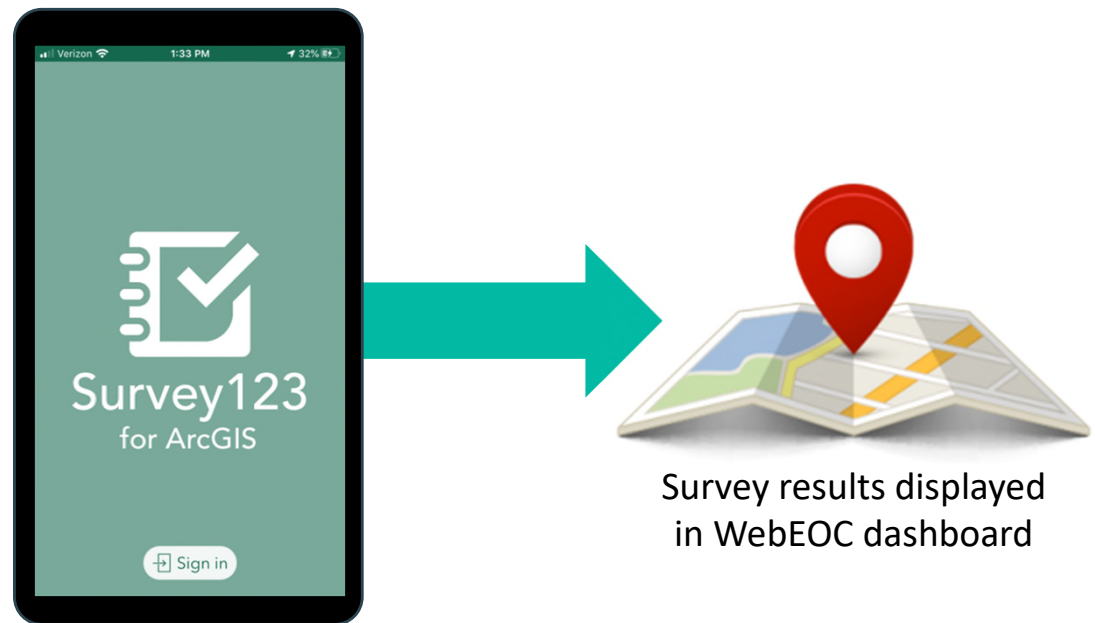 Verizon 1:33 PM 32%
Survey123
for ArcGIS
Sign in
Survey results displayed
in WebEOC dashboard